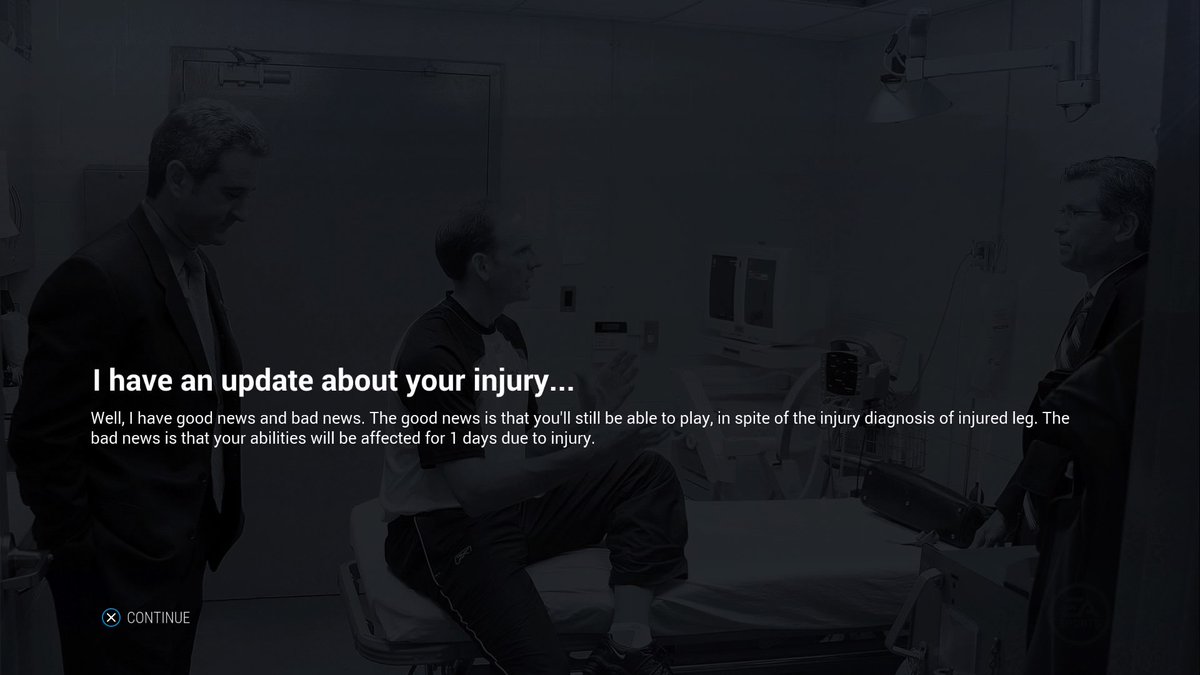 I have an update about your injury...
Well, I have good news and bad news. The good news is that you'll still be able to play, in spite of the injury diagnosis of injured leg. The
bad news is that your abilities will be affected for 1 days due to injury.
CONTINUE
EA
SPORTS